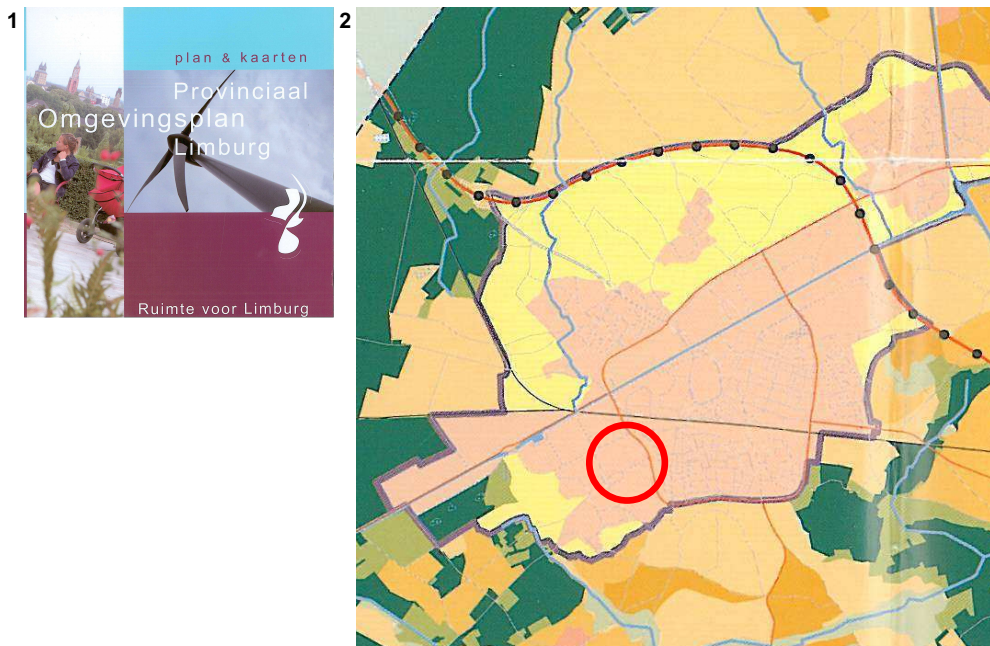 1
plan & kaarten
Provinciaal
Omgevingsplan
Limburg
Ruimte voor Limburg
2